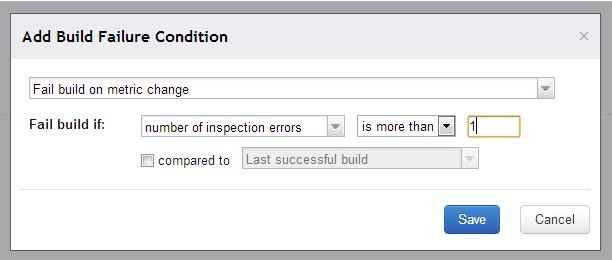 Add Build Failure Condition ×
Fail build on metric change
Fail build if: number of inspection errors is more than 1
compared to Last successful build
Save Cancel